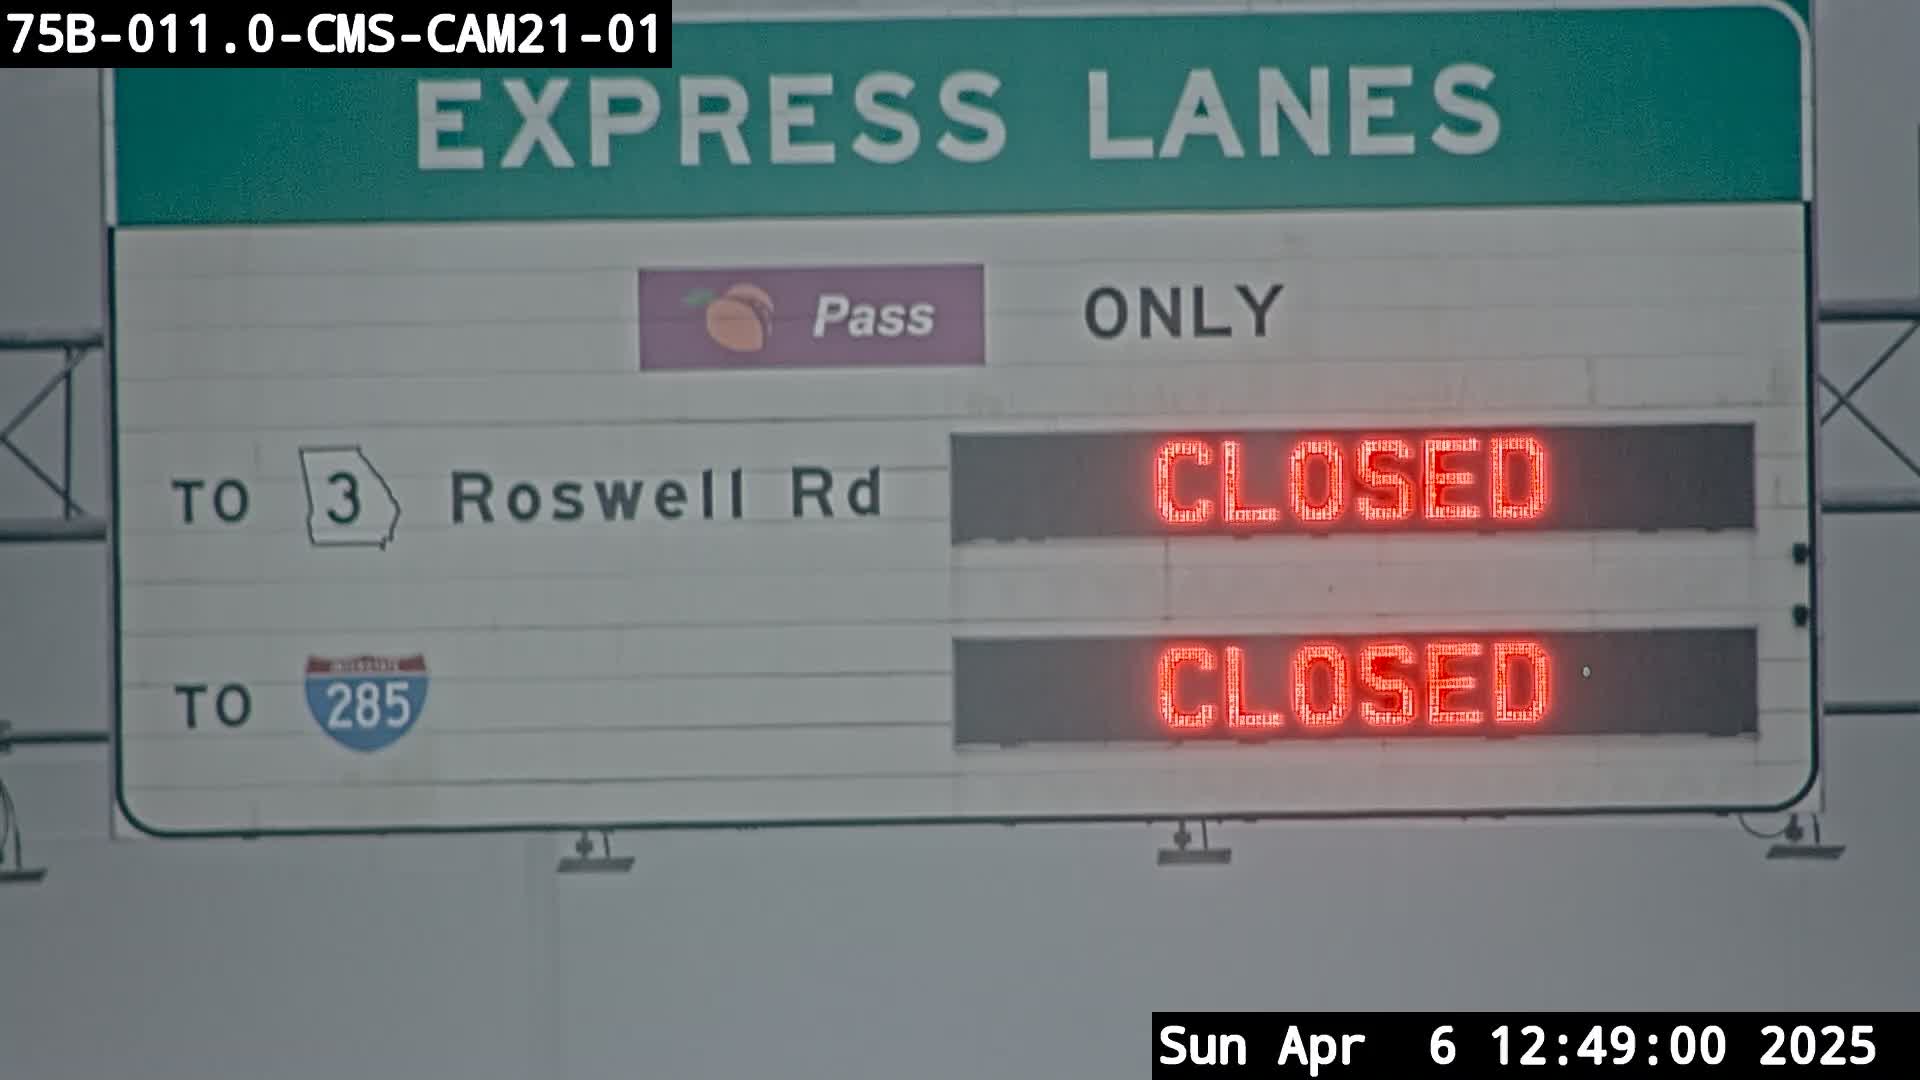 75B-011.0-CMS-CAM21-01
EXPRESS LANES
Pass ONLY
TO 3 Roswell Rd CLOSED
TO 285 CLOSED
Sun Apr 6 12:49:00 2025